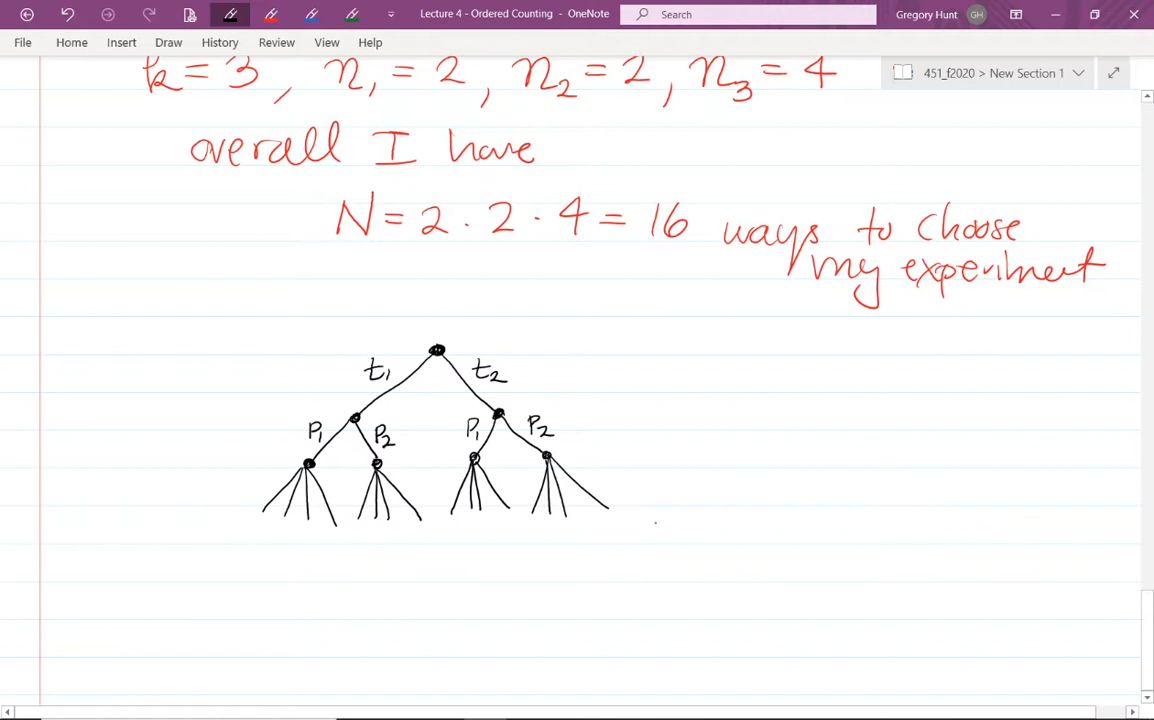 Lecture 4 - Ordered Counting - OneNote
Search
Gregory Hunt
GH
File Home Insert Draw History Review View Help
451_f2020 > New Section 1
k = 3, n₁ = 2, n₂ = 2, n₃ = 4
overall I have
N = 2 · 2 · 4 = 16 ways to choose
my experiment
t₁ t₂
P₁ P₂ P₁ P₂